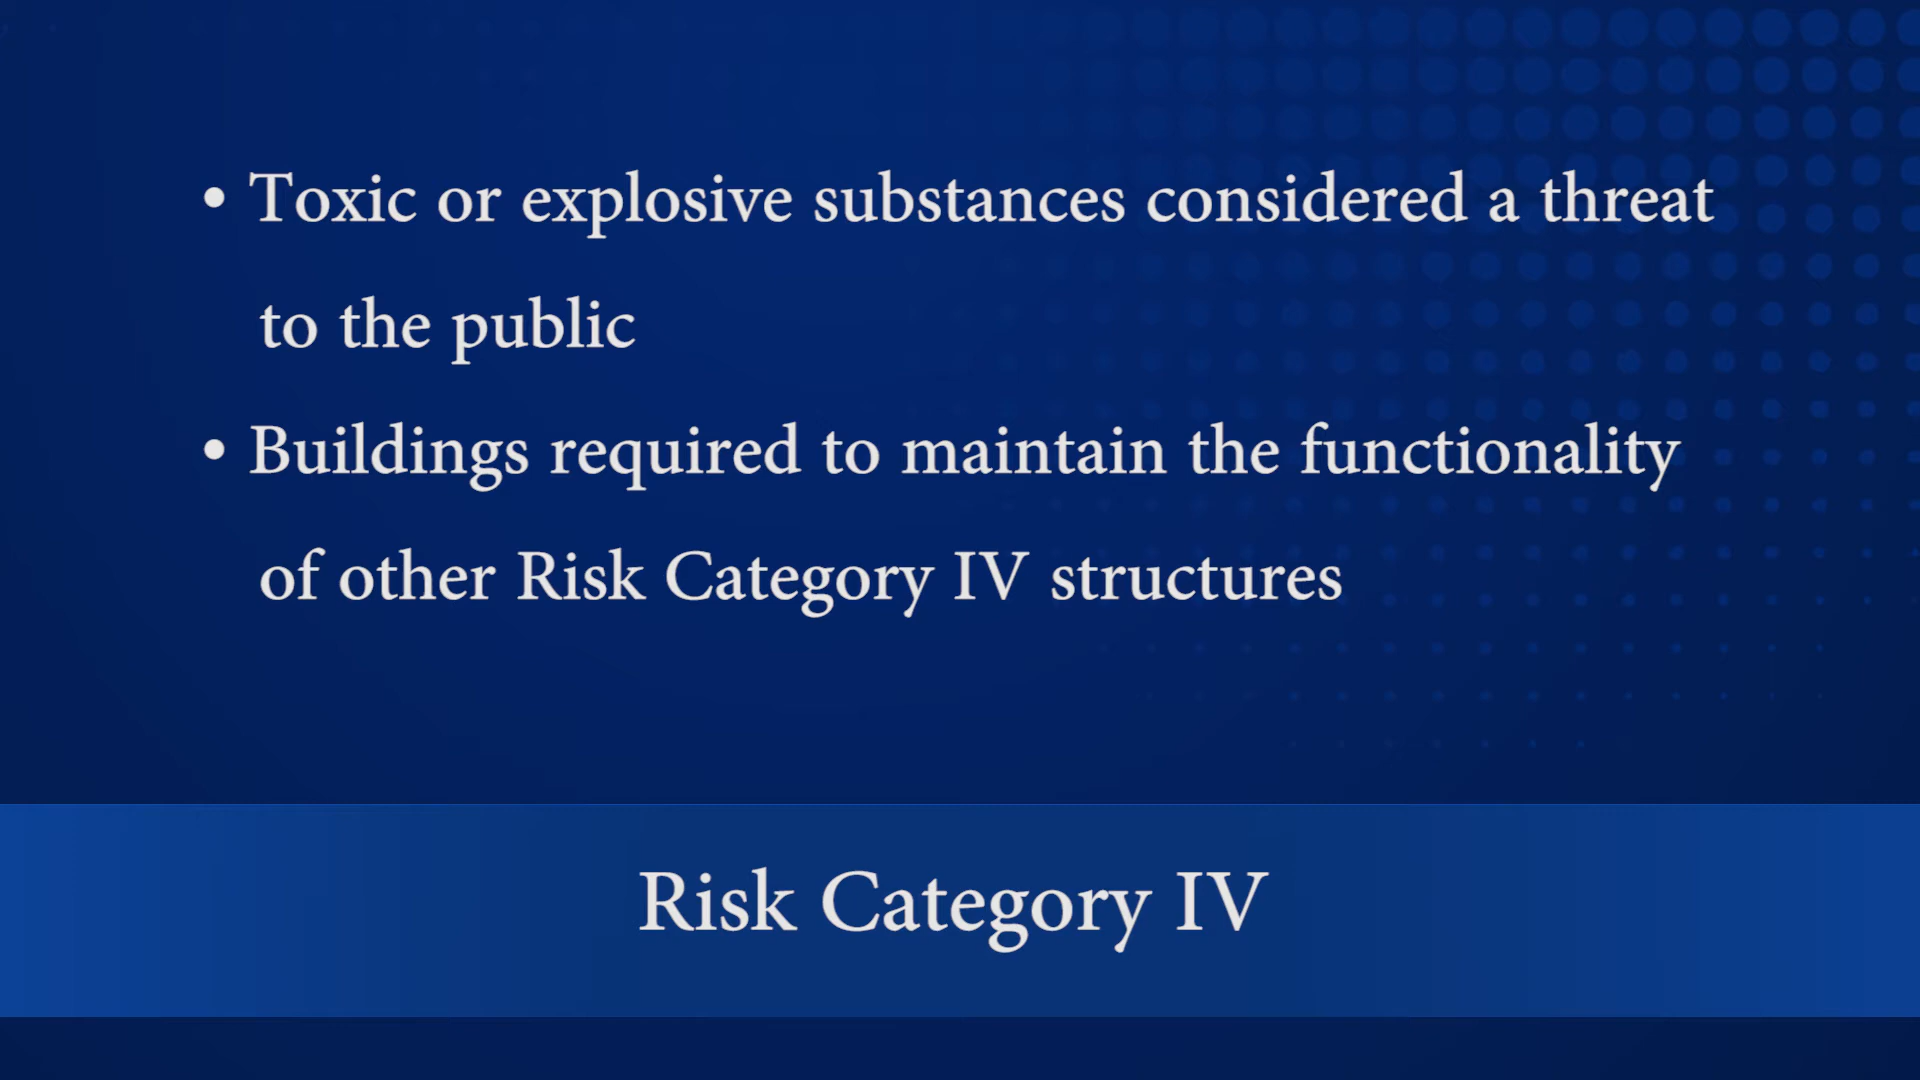 • Toxic or explosive substances considered a threat
to the public
• Buildings required to maintain the functionality
of other Risk Category IV structures
Risk Category IV